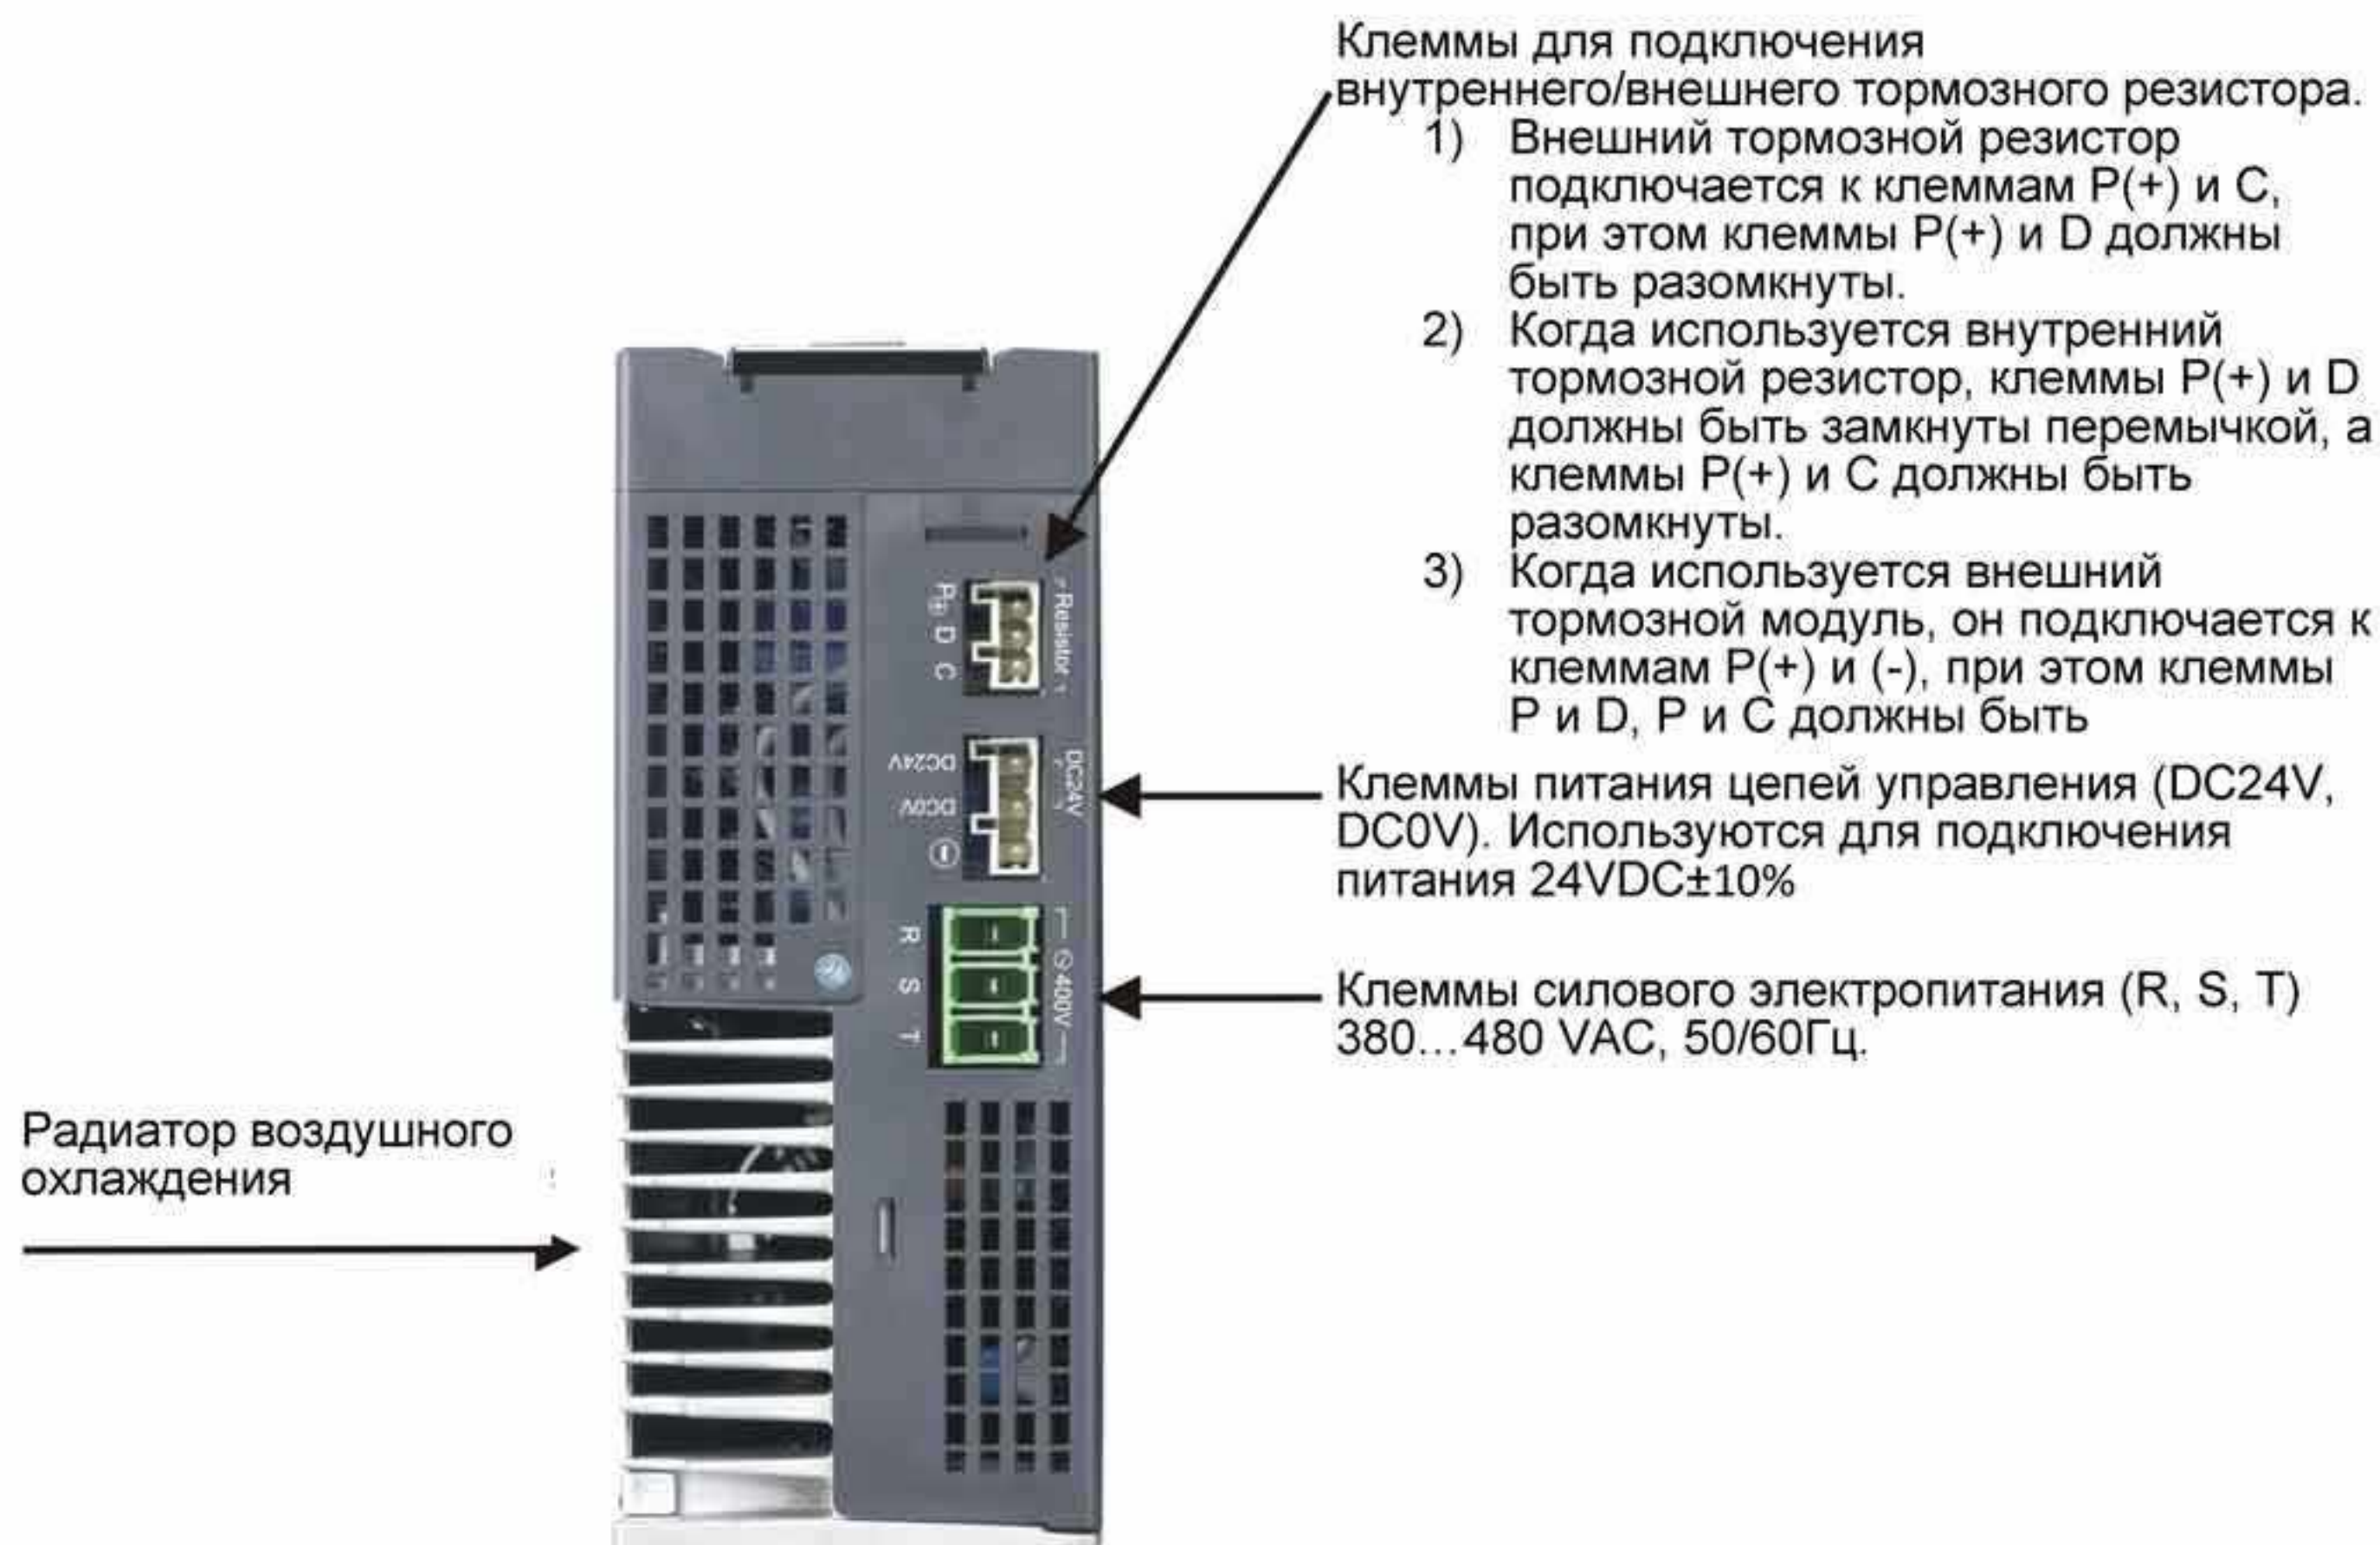 Клеммы для подключения
внутреннего/внешнего тормозного резистора.
1) Внешний тормозной резистор
подключается к клеммам P(+) и C,
при этом клеммы P(+) и D должны
быть разомкнуты.
2) Когда используется внутренний
тормозной резистор, клеммы P(+) и D
должны быть замкнуты перемычкой, а
клеммы P(+) и C должны быть
разомкнуты.
3) Когда используется внешний
тормозной модуль, он подключается к
клеммам P(+) и (-), при этом клеммы
P и D, P и C должны быть
Клеммы питания цепей управления (DC24V,
DC0V). Используются для подключения
питания 24VDC±10%
Клеммы силового электропитания (R, S, T)
380...480 VAC, 50/60Гц.
Радиатор воздушного
охлаждения
P⊕
D
C
Resistor
DC24V
DC0V
⊖
DC24V
R
S
T
400V